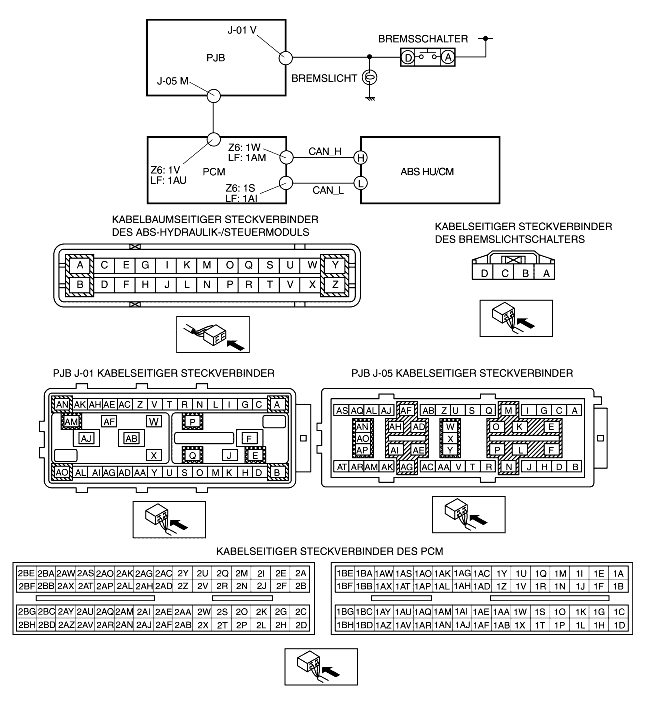 J-01 V
PJB
BREMSSCHALTER
D A
BREMSLICHT
J-05 M
Z6: 1V
LF: 1AU
PCM
Z6: 1W
LF: 1AM
CAN_H
H
ABS HU/CM
Z6: 1S
LF: 1AI
CAN_L
L
KABELBAUMSEITIGER STECKVERBINDER
DES ABS-HYDRAULIK-/STEUERMODULS
A C E G I K M O Q S U W Y
B D F H J L N P R T V X Z
KABELSEITIGER STECKVERBINDER
DES BREMSLICHTSCHALTERS
D C B A
PJB J-01 KABELSEITIGER STECKVERBINDER
AN AK AH AE AC Z V T R N L I G C A
AM AF W P
AJ AB F
X Q J E
AO AL AI AG AD AA Y U S O M K H D B
PJB J-05 KABELSEITIGER STECKVERBINDER
AS AQ AL AJ AF AB Z U S Q M I G C A
AN AH AD W O K E
AO X
AP AI AE Y P L F
AT AR AM AK AG AC AA V T R N J H D B
KABELSEITIGER STECKVERBINDER DES PCM
2BE 2BA 2AW 2AS 2AO 2AK 2AG 2AC 2Y 2U 2Q 2M 2I 2E 2A
2BF 2BB 2AX 2AT 2AP 2AL 2AH 2AD 2Z 2V 2R 2N 2J 2F 2B
2BG 2BC 2AY 2AU 2AQ 2AM 2AI 2AE 2AA 2W 2S 2O 2K 2G 2C
2BH 2BD 2AZ 2AV 2AR 2AN 2AJ 2AF 2AB 2X 2T 2P 2L 2H 2D
1BE 1BA 1AW 1AS 1AO 1AK 1AG 1AC 1Y 1U 1Q 1M 1I 1E 1A
1BF 1BB 1AX 1AT 1AP 1AL 1AH 1AD 1Z 1V 1R 1N 1J 1F 1B
1BG 1BC 1AY 1AU 1AQ 1AM 1AI 1AE 1AA 1W 1S 1O 1K 1G 1C
1BH 1BD 1AZ 1AV 1AR 1AN 1AJ 1AF 1AB 1X 1T 1P 1L 1H 1D